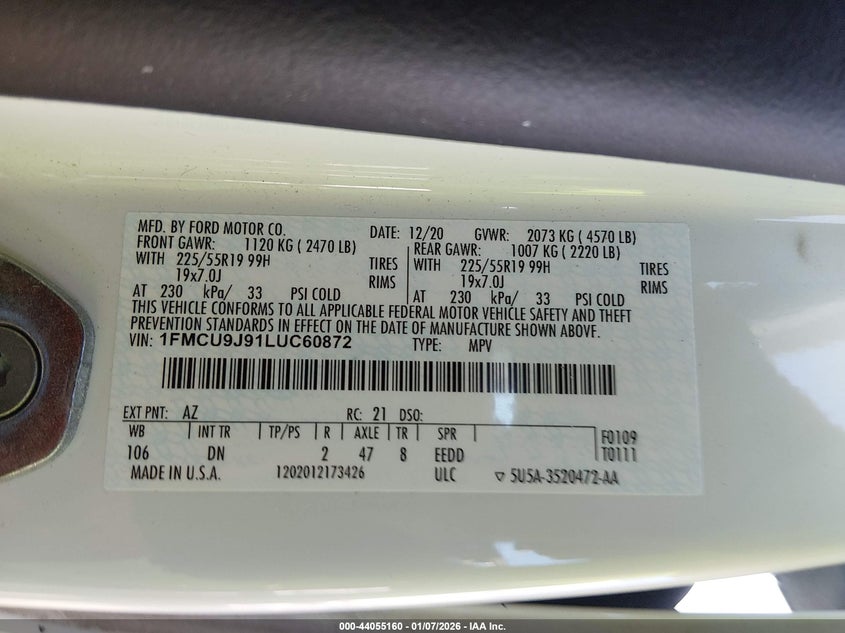 MFD. BY FORD MOTOR CO. DATE: 12/20 GVWR: 2073 KG ( 4570 LB)
FRONT GAWR: 1120 KG ( 2470 LB) REAR GAWR: 1007 KG ( 2220 LB)
WITH 225/55R19 99H TIRES WITH 225/55R19 99H TIRES
19x7.0J RIMS 19x7.0J RIMS
AT 230 kPa/ 33 PSI COLD AT 230 kPa/ 33 PSI COLD
THIS VEHICLE CONFORMS TO ALL APPLICABLE FEDERAL MOTOR VEHICLE SAFETY AND THEFT
PREVENTION STANDARDS IN EFFECT ON THE DATE OF MANUFACTURE SHOWN ABOVE.
VIN: 1FMCU9J91LUC60872 TYPE: MPV
EXT PNT: AZ RC: 21 DSO:
WB INT TR TP/PS R AXLE TR SPR F0109
106 DN 2 47 8 EEDD T0111
MADE IN U.S.A. 1202012173426 ULC ▽ 5U5A-3520472-AA
000-44055160 - 01/07/2026 - IAA Inc.